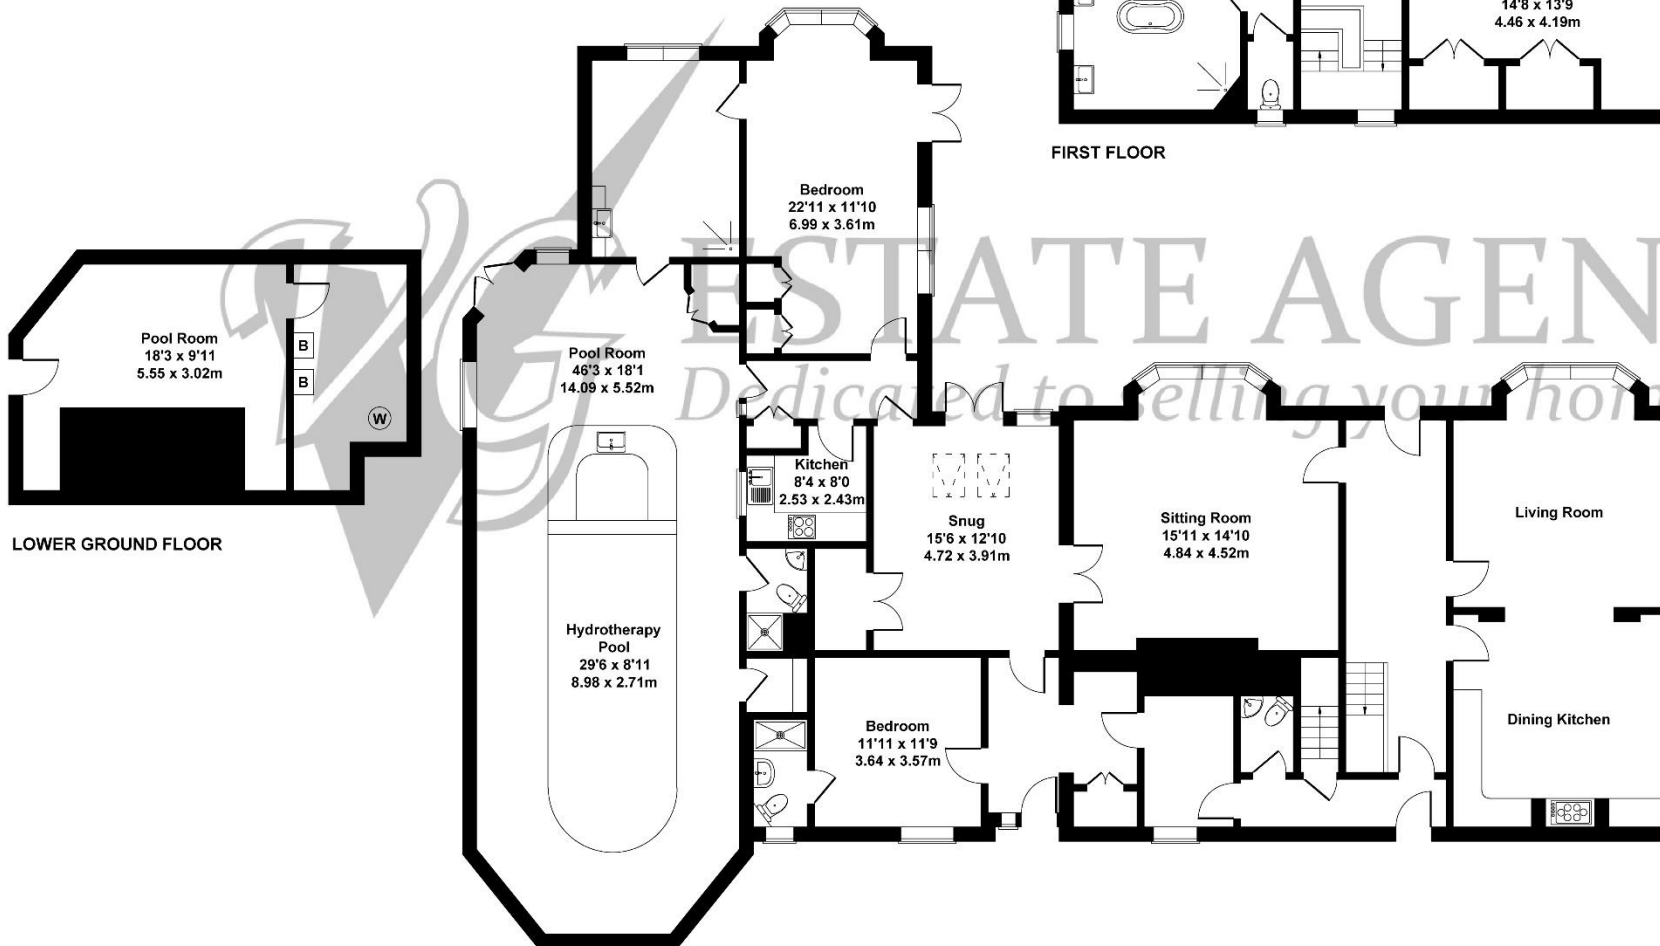 14'8 x 13'9
4.46 x 4.19m
FIRST FLOOR
Bedroom
22'11 x 11'10
6.99 x 3.61m
VG ESTATE AGEN
Dedicated to selling your hom
Pool Room
18'3 x 9'11
5.55 x 3.02m
B
B
W
LOWER GROUND FLOOR
Pool Room
46'3 x 18'1
14.09 x 5.52m
Kitchen
8'4 x 8'0
2.53 x 2.43m
Snug
15'6 x 12'10
4.72 x 3.91m
Sitting Room
15'11 x 14'10
4.84 x 4.52m
Living Room
Hydrotherapy
Pool
29'6 x 8'11
8.98 x 2.71m
Bedroom
11'11 x 11'9
3.64 x 3.57m
Dining Kitchen